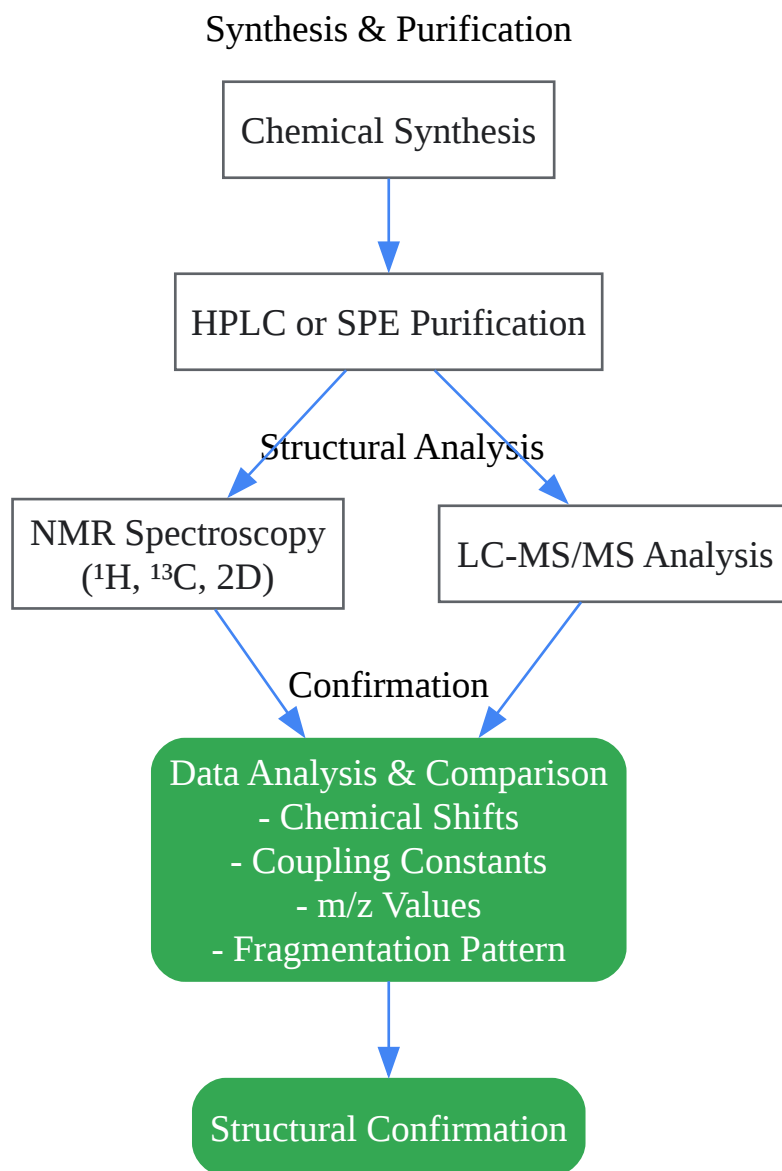 Synthesis & Purification
Chemical Synthesis
HPLC or SPE Purification
Structural Analysis
NMR Spectroscopy
(¹H, ¹³C, 2D)
LC-MS/MS Analysis
Confirmation
Data Analysis & Comparison
- Chemical Shifts
- Coupling Constants
- m/z Values
- Fragmentation Pattern
Structural Confirmation